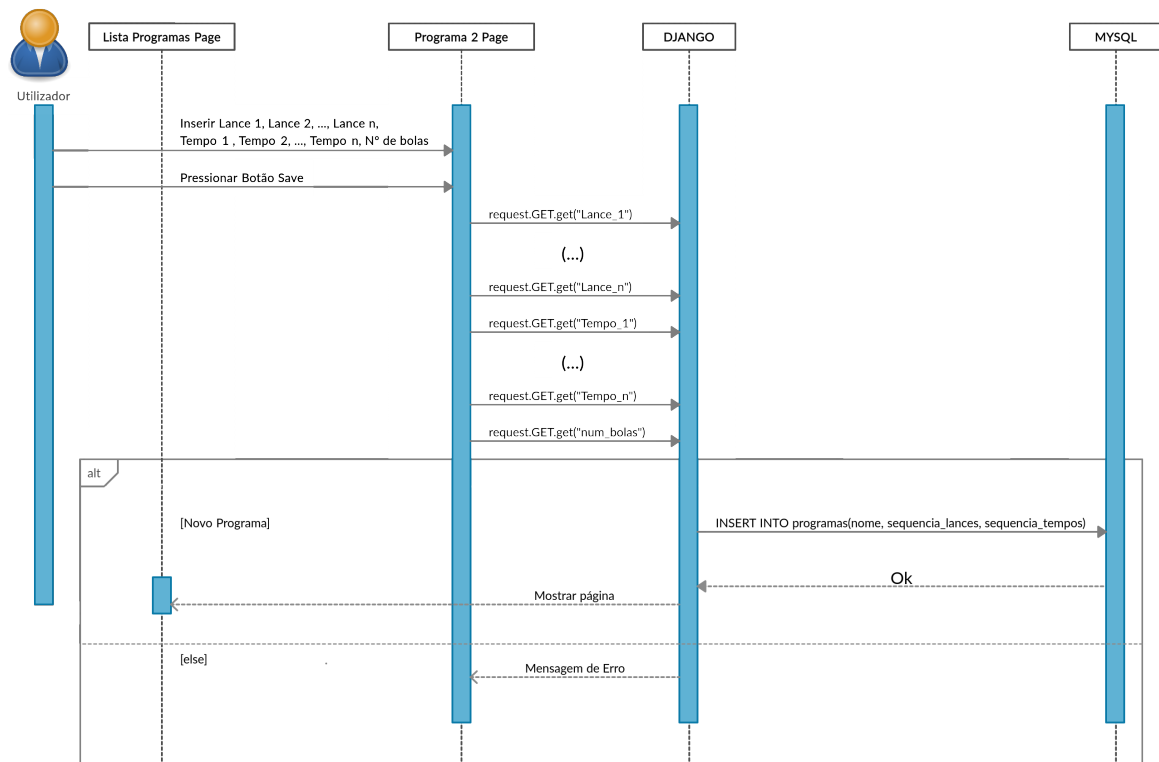 Lista Programas Page
Programa 2 Page
DJANGO
MYSQL
Utilizador
Inserir Lance 1, Lance 2, ..., Lance n,
Tempo 1 , Tempo 2, ..., Tempo n, Nº de bolas
Pressionar Botão Save
request.GET.get("Lance_1")
(...)
request.GET.get("Lance_n")
request.GET.get("Tempo_1")
(...)
request.GET.get("Tempo_n")
request.GET.get("num_bolas")
alt
[Novo Programa]
INSERT INTO programas(nome, sequencia_lances, sequencia_tempos)
Ok
Mostrar página
[else]
Mensagem de Erro